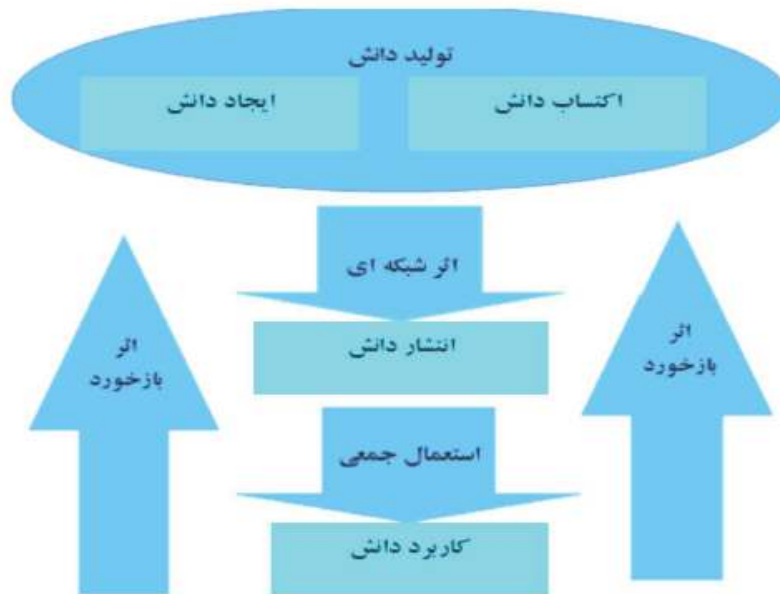 تولید دانش
اکتساب دانش
ایجاد دانش
اثر شبکه ای
انتشار دانش
اثر
بازخورد
اثر
بازخورد
استعمال جمعی
کاربرد دانش